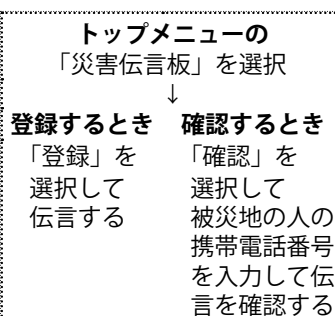 トップメニューの
「災害伝言板」を選択
↓
登録するとき
「登録」を
選択して
伝言する
確認するとき
「確認」を
選択して
被災地の人の
携帯電話番号
を入力して伝
言を確認する